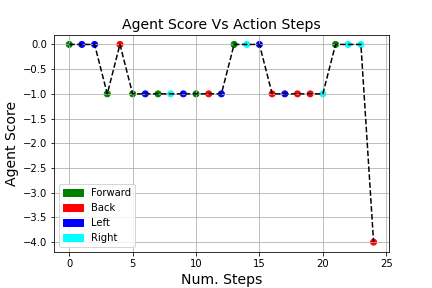 Agent Score Vs Action Steps
Agent Score
0.0
−0.5
−1.0
−1.5
−2.0
−2.5
−3.0
−3.5
−4.0
Forward
Back
Left
Right
0 5 10 15 20 25
Num. Steps